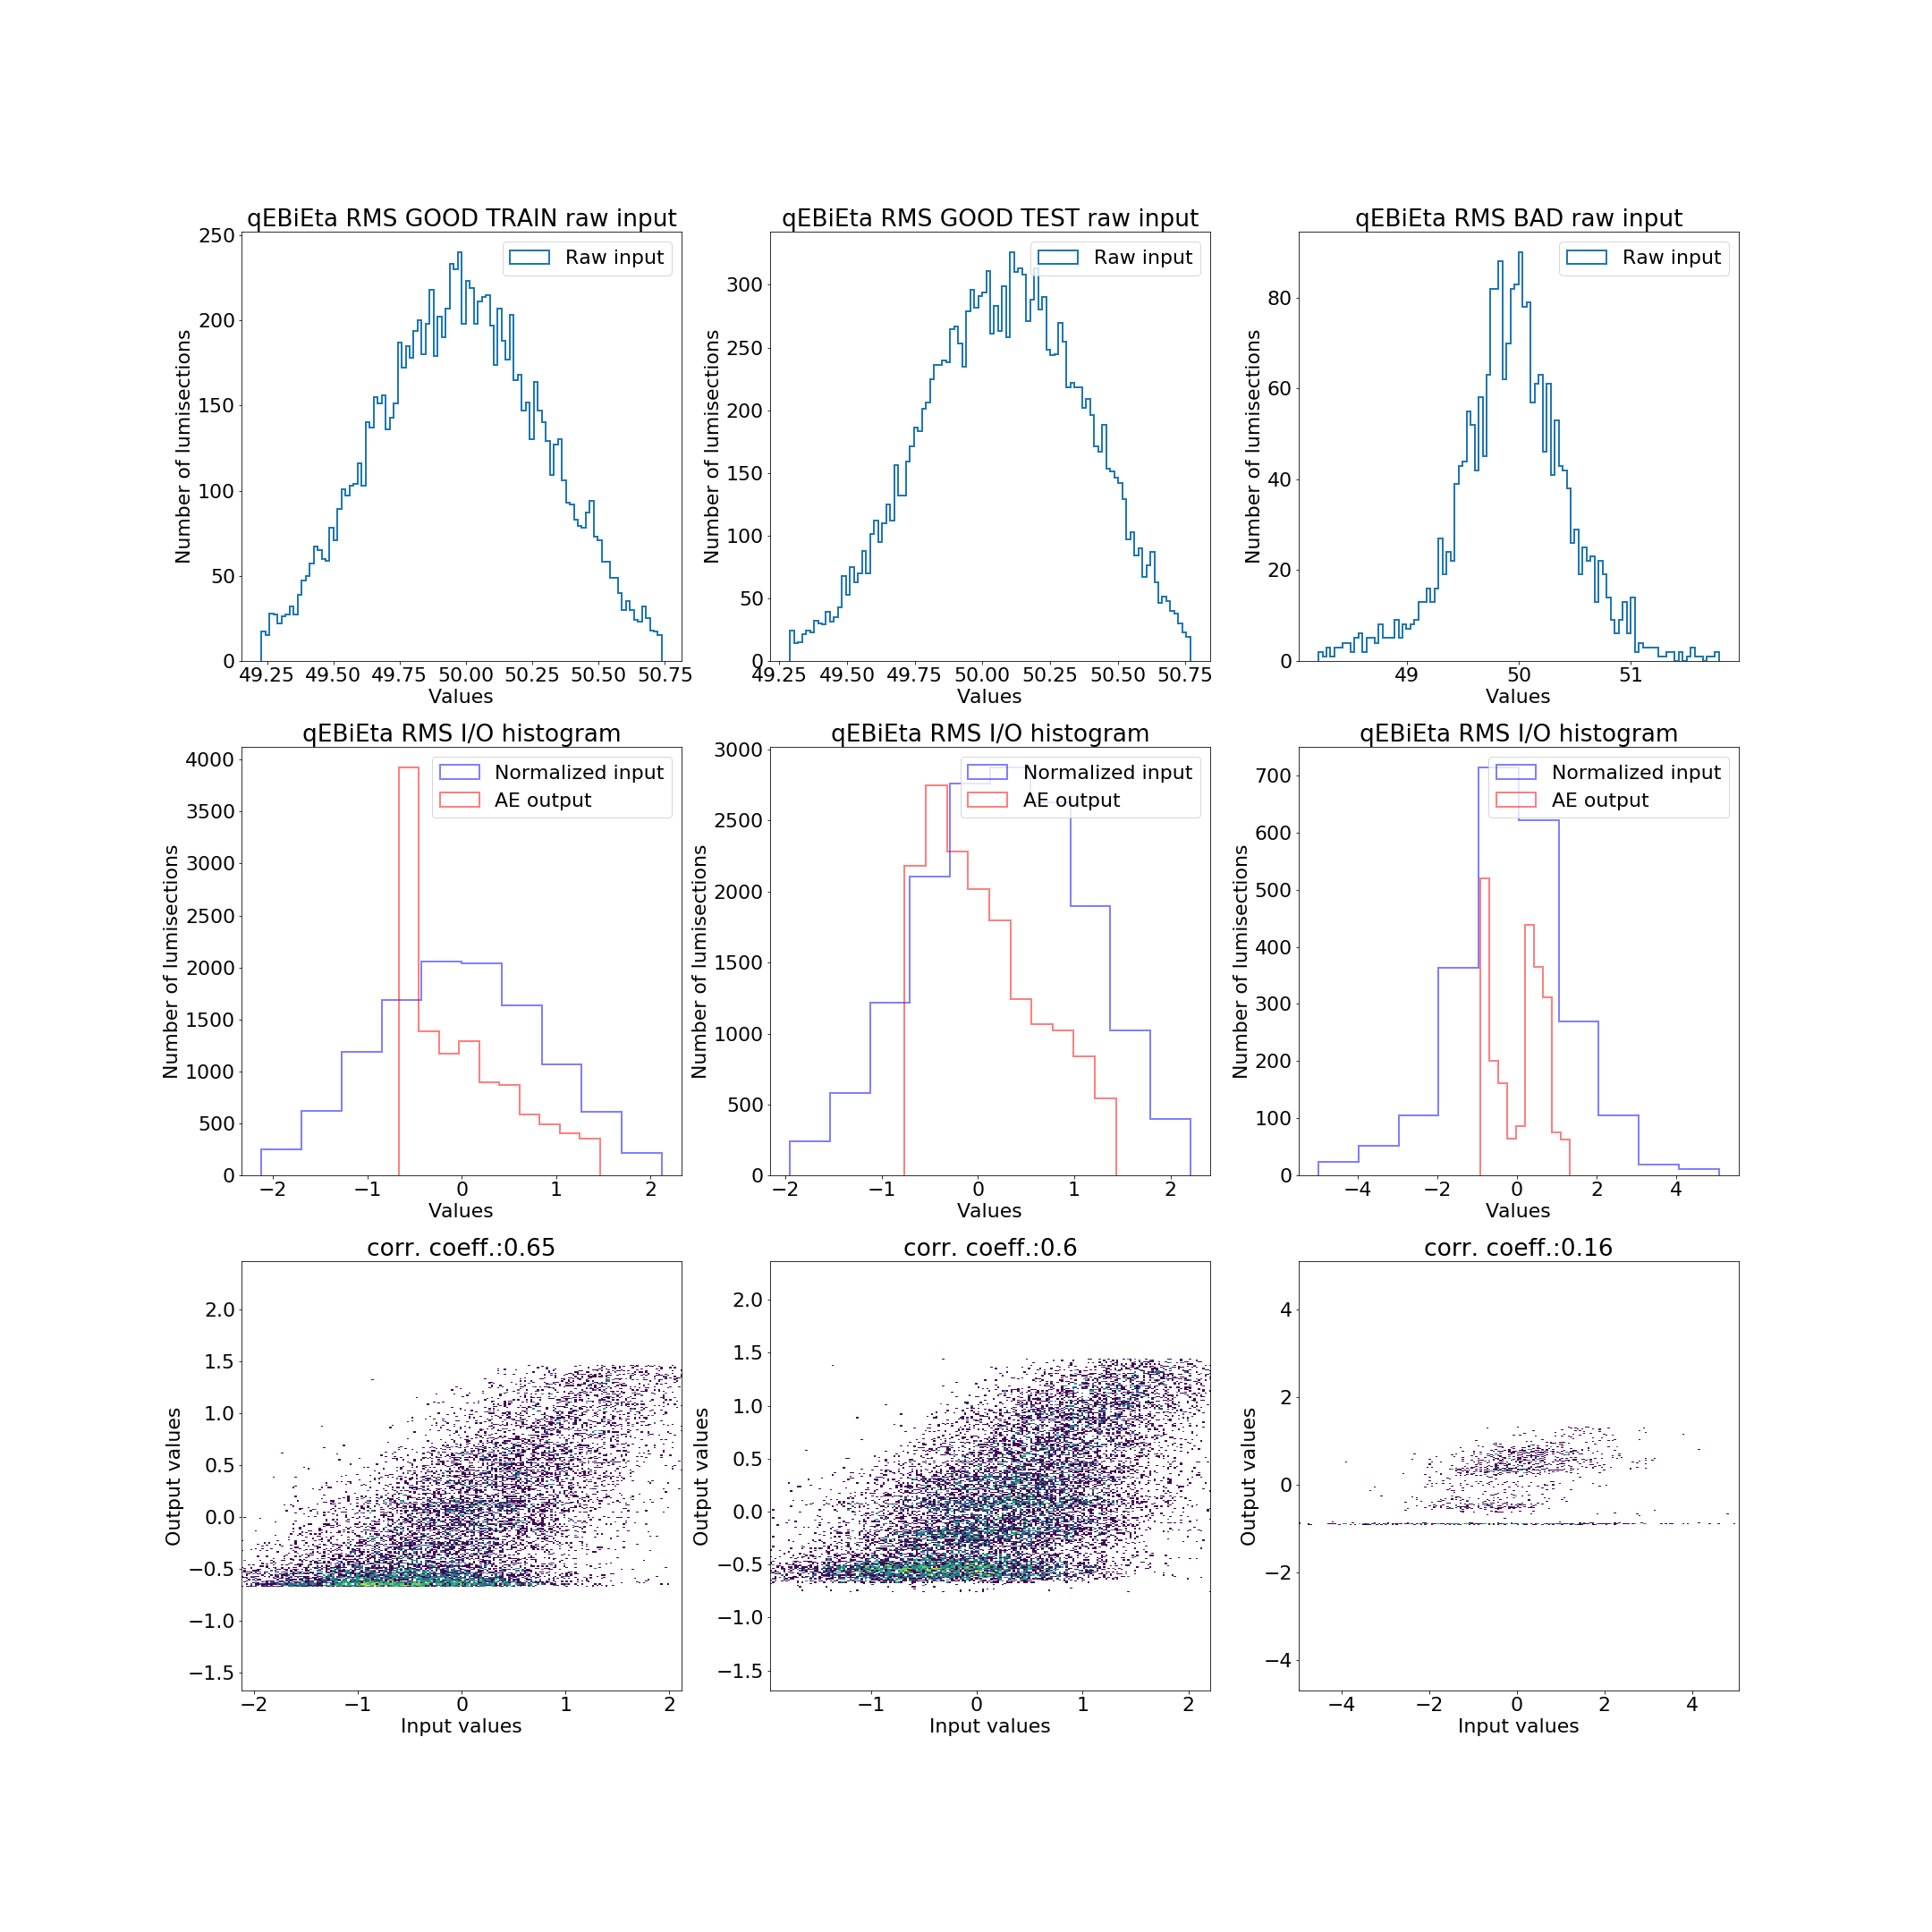 qEBiEta RMS GOOD TRAIN raw input
Raw input
Number of lumisections
250
200
150
100
50
0
49.25 49.50 49.75 50.00 50.25 50.50 50.75
Values
qEBiEta RMS GOOD TEST raw input
Raw input
Number of lumisections
300
250
200
150
100
50
0
49.25 49.50 49.75 50.00 50.25 50.50 50.75
Values
qEBiEta RMS BAD raw input
Raw input
Number of lumisections
80
60
40
20
0
49 50 51
Values
qEBiEta RMS I/O histogram
Normalized input
AE output
Number of lumisections
4000
3500
3000
2500
2000
1500
1000
500
0
−2 −1 0 1 2
Values
qEBiEta RMS I/O histogram
Normalized input
AE output
Number of lumisections
3000
2500
2000
1500
1000
500
0
−2 −1 0 1 2
Values
qEBiEta RMS I/O histogram
Normalized input
AE output
Number of lumisections
700
600
500
400
300
200
100
0
−4 −2 0 2 4
Values
corr. coeff.:0.65
Output values
2.0
1.5
1.0
0.5
0.0
−0.5
−1.0
−1.5
−2 −1 0 1 2
Input values
corr. coeff.:0.6
Output values
2.0
1.5
1.0
0.5
0.0
−0.5
−1.0
−1.5
−1 0 1 2
Input values
corr. coeff.:0.16
Output values
4
2
0
−2
−4
−4 −2 0 2 4
Input values